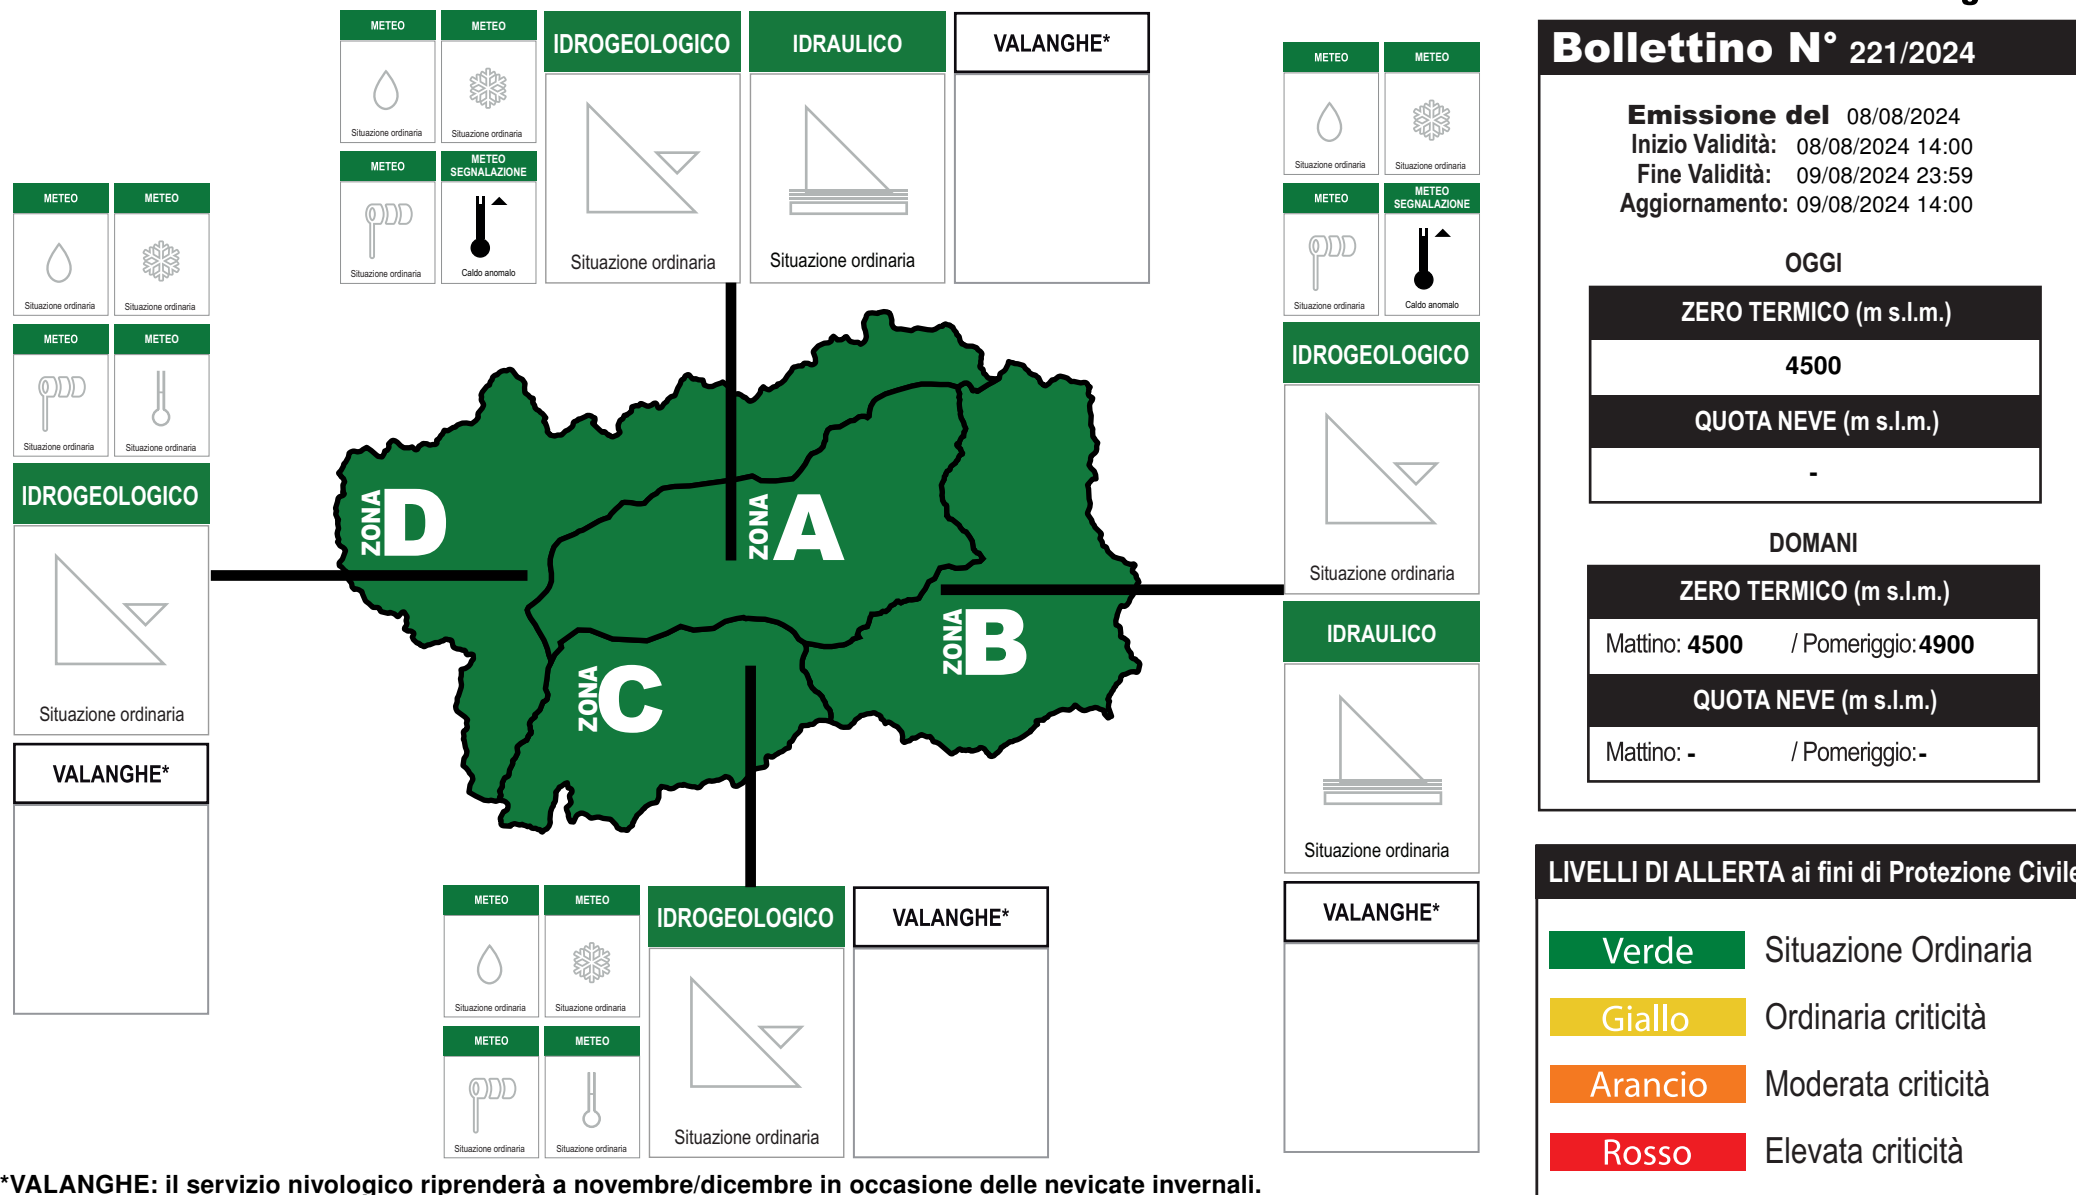 METEO
Situazione ordinaria
METEO
Situazione ordinaria
METEO
Situazione ordinaria
METEO SEGNALAZIONE
Caldo anomalo
IDROGEOLOGICO
Situazione ordinaria
IDRAULICO
Situazione ordinaria
VALANGHE*
METEO
Situazione ordinaria
METEO
Situazione ordinaria
METEO
Situazione ordinaria
METEO
Situazione ordinaria
IDROGEOLOGICO
Situazione ordinaria
VALANGHE*
ZONA D
ZONA A
ZONA B
ZONA C
METEO
Situazione ordinaria
METEO
Situazione ordinaria
METEO
Situazione ordinaria
METEO SEGNALAZIONE
Caldo anomalo
IDROGEOLOGICO
Situazione ordinaria
IDRAULICO
Situazione ordinaria
VALANGHE*
METEO
Situazione ordinaria
METEO
Situazione ordinaria
METEO
Situazione ordinaria
METEO
Situazione ordinaria
IDROGEOLOGICO
Situazione ordinaria
VALANGHE*
*VALANGHE: il servizio nivologico riprenderà a novembre/dicembre in occasione delle nevicate invernali.
Bollettino N° 221/2024
Emissione del 08/08/2024
Inizio Validità: 08/08/2024 14:00
Fine Validità: 09/08/2024 23:59
Aggiornamento: 09/08/2024 14:00
OGGI
ZERO TERMICO (m s.l.m.)
4500
QUOTA NEVE (m s.l.m.)
-
DOMANI
ZERO TERMICO (m s.l.m.)
Mattino: 4500 / Pomeriggio: 4900
QUOTA NEVE (m s.l.m.)
Mattino: - / Pomeriggio: -
LIVELLI DI ALLERTA ai fini di Protezione Civile
Verde Situazione Ordinaria
Giallo Ordinaria criticità
Arancio Moderata criticità
Rosso Elevata criticità